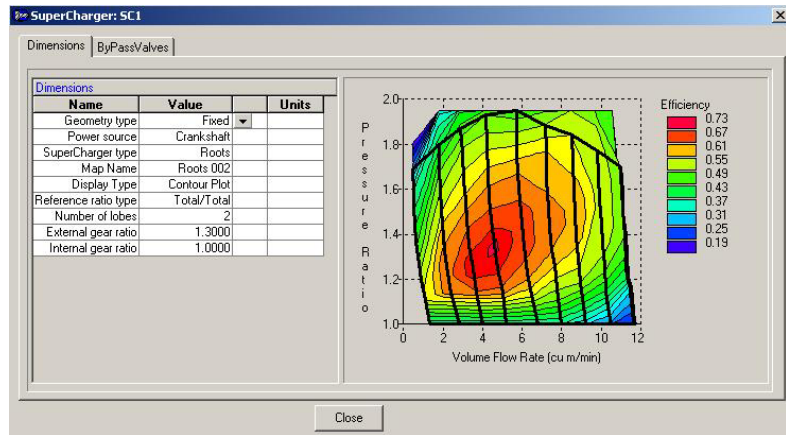 SuperCharger: SC1
Dimensions ByPassValves
Dimensions
Name Value Units
Geometry type Fixed
Power source Crankshaft
SuperCharger type Roots
Map Name Roots 002
Display Type Contour Plot
Reference ratio type Total/Total
Number of lobes 2
External gear ratio 1.3000
Internal gear ratio 1.0000
Pressure Ratio
2.0
1.8
1.6
1.4
1.2
1.0
0 2 4 6 8 10 12
Volume Flow Rate (cu m/min)
Efficiency
0.73
0.67
0.61
0.55
0.49
0.43
0.37
0.31
0.25
0.19
Close